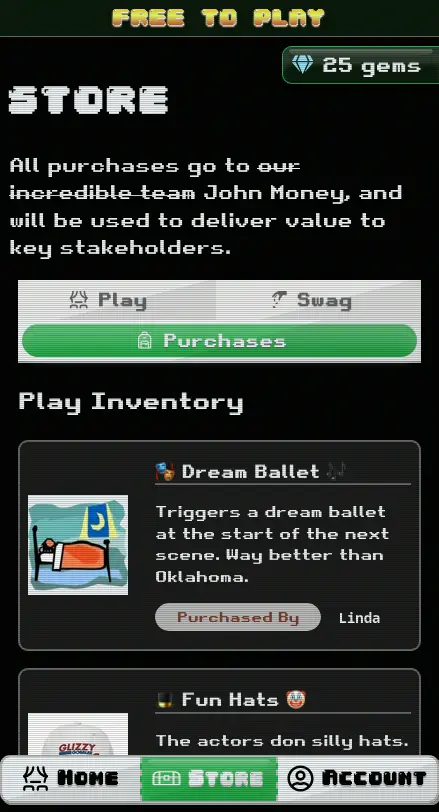 FREE TO PLAY
25 gems
STORE
All purchases go to our
incredible team John Money, and
will be used to deliver value to
key stakeholders.
Play
Swag
Purchases
Play Inventory
Dream Ballet
Triggers a dream ballet
at the start of the next
scene. Way better than
Oklahoma.
Purchased By
Linda
Fun Hats
The actors don silly hats.
GLIZZY
HOME
STORE
ACCOUNT